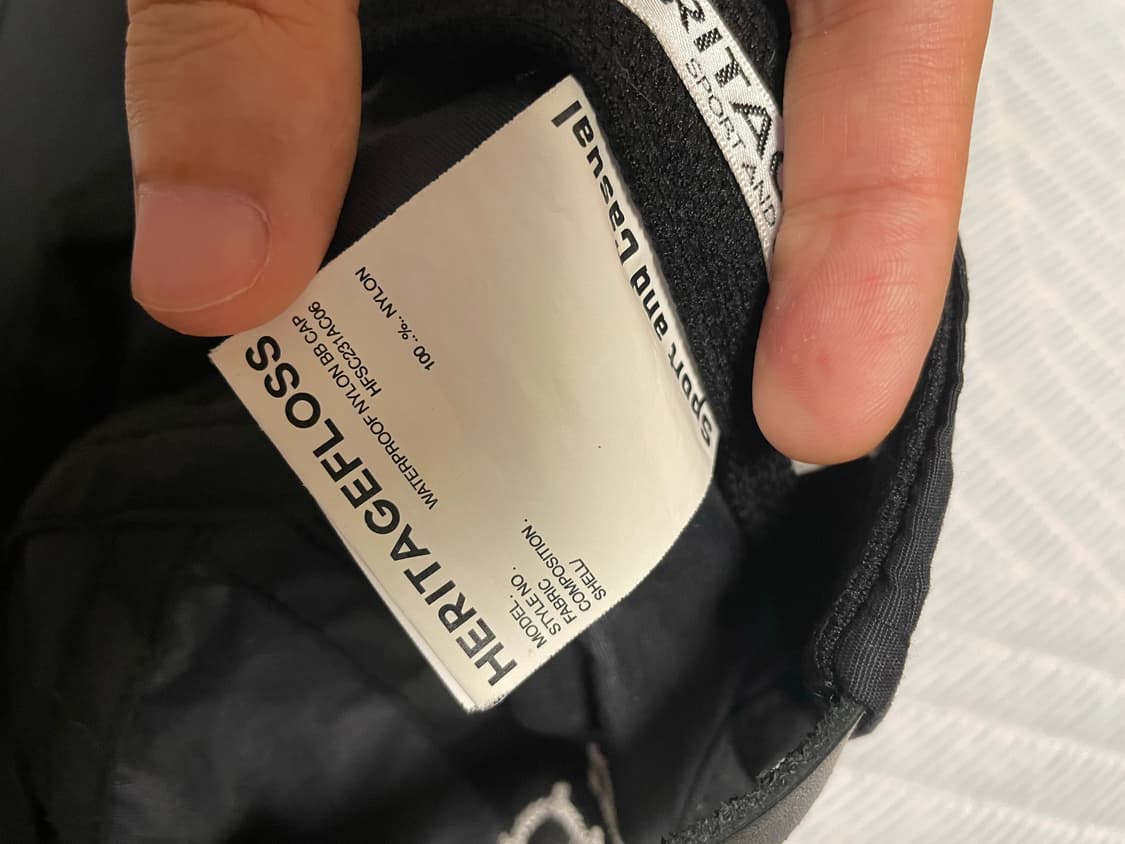 HERITAGEFLOSS
MODEL . WATERPROOF NYLON BB CAP
STYLE NO . HFSC231AC06
FABRIC
COMPOSITION .
SHELL/ 100 ..%.. NYLON
Sport and Casual
RITAG
SPORT AND